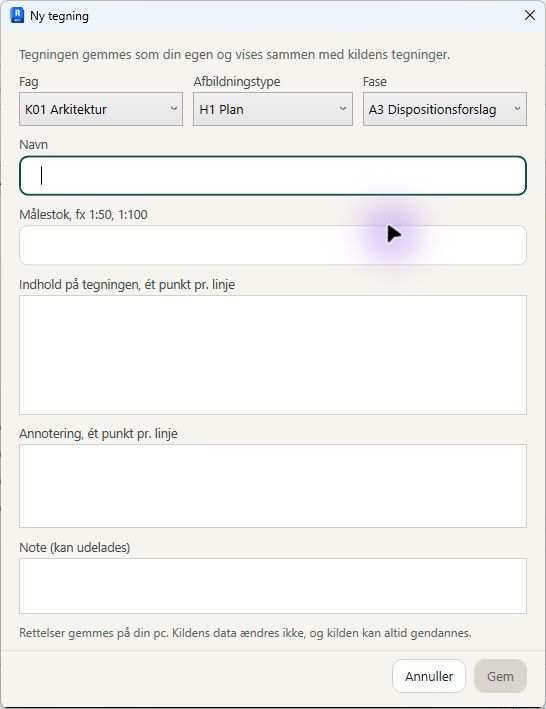 Ny tegning
Tegningen gemmes som din egen og vises sammen med kildens tegninger.
Fag Afbildningstype Fase
K01 Arkitektur H1 Plan A3 Dispositionsforslag
Navn
Målestok, fx 1:50, 1:100
Indhold på tegningen, ét punkt pr. linje
Annotering, ét punkt pr. linje
Note (kan udelades)
Rettelser gemmes på din pc. Kildens data ændres ikke, og kilden kan altid gendannes.
Annuller Gem